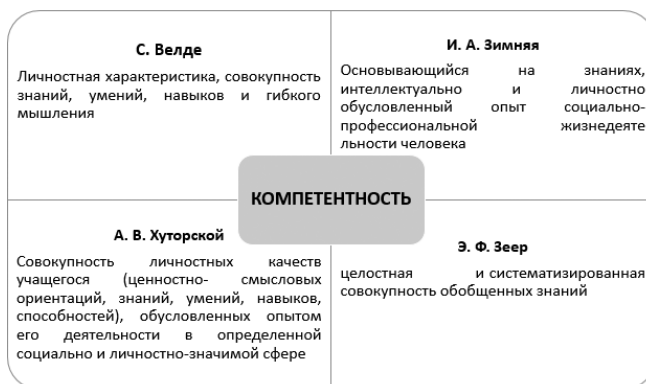 С. Велде
Личностная характеристика, совокупность
знаний, умений, навыков и гибкого
мышления
И. А. Зимняя
Основывающийся на знаниях,
интеллектуально и личностно
обусловленный опыт социально-
профессиональной жизнедеяте
льности человека
КОМПЕТЕНТНОСТЬ
А. В. Хуторской
Совокупность личностных качеств
учащегося (ценностно- смысловых
ориентаций, знаний, умений, навыков,
способностей), обусловленных опытом
его деятельности в определенной
социально и личностно-значимой сфере
Э. Ф. Зеер
целостная и систематизированная
совокупность обобщенных знаний